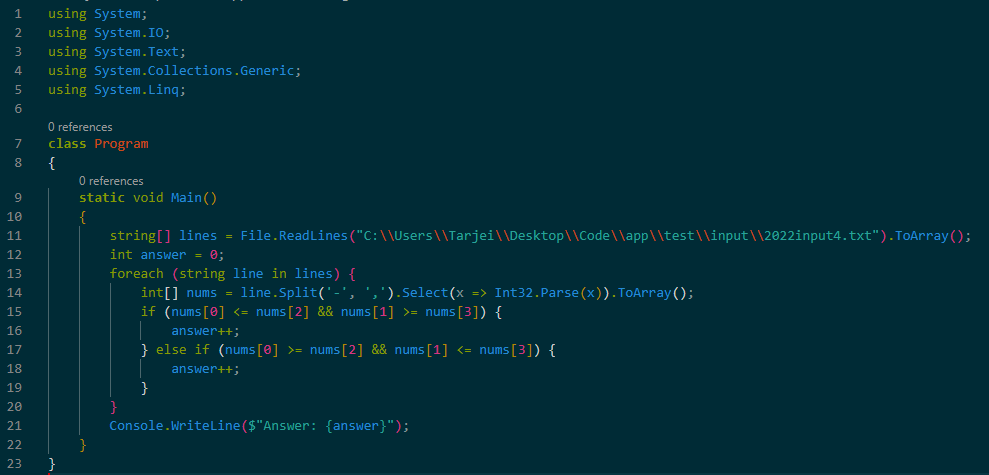 1 using System;
2 using System.IO;
3 using System.Text;
4 using System.Collections.Generic;
5 using System.Linq;
6
0 references
7 class Program
8 {
0 references
9 static void Main()
10 {
11 string[] lines = File.ReadLines("C:\\Users\\Tarjei\\Desktop\\Code\\app\\test\\input\\2022input4.txt").ToArray();
12 int answer = 0;
13 foreach (string line in lines) {
14 int[] nums = line.Split('-', ',').Select(x => Int32.Parse(x)).ToArray();
15 if (nums[0] <= nums[2] && nums[1] >= nums[3]) {
16 answer++;
17 } else if (nums[0] >= nums[2] && nums[1] <= nums[3]) {
18 answer++;
19 }
20 }
21 Console.WriteLine($"Answer: {answer}");
22 }
23 }